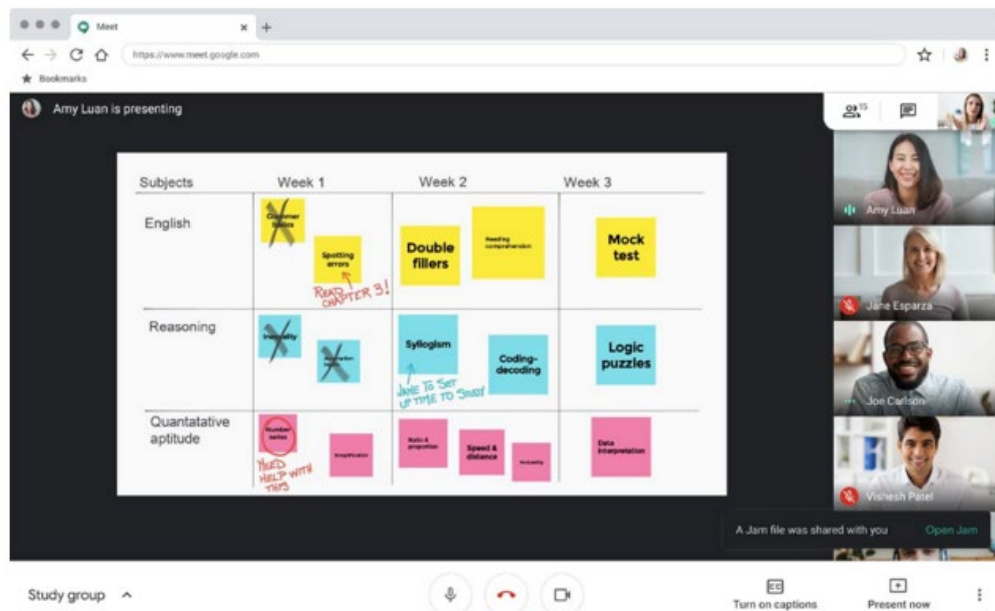 Meet
https://www.meet.google.com
Bookmarks
Amy Luan is presenting
15
Subjects Week 1 Week 2 Week 3
English
Spotting
errors
READ
CHAPTER 3!
Double
fillers
Reading
comprehension
Mock
test
Reasoning
Inequality
Syllogism
JANE TO SET
UP TIME TO STUDY
Coding-
decoding
Logic
puzzles
Quantatative
aptitude
Number
series
NEED
HELP WITH
THIS
Simplification
Ratio &
proportion
Speed &
distance
Data
interpretation
Amy Luan
Jane Esparza
Joe Carlson
Vishesh Patel
A Jam file was shared with you Open Jam
Study group
CC
Turn on captions
Present now